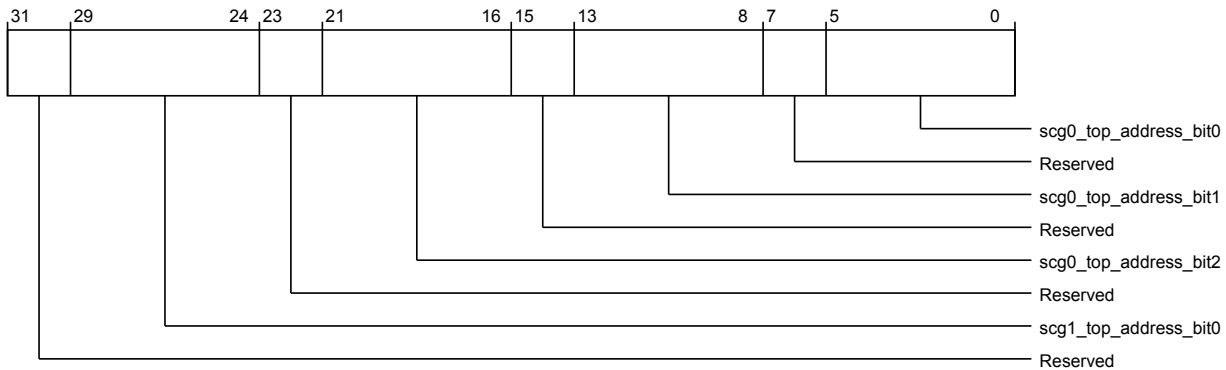 31 29 24 23 21 16 15 13 8 7 5 0
scg0_top_address_bit0
Reserved
scg0_top_address_bit1
Reserved
scg0_top_address_bit2
Reserved
scg1_top_address_bit0
Reserved